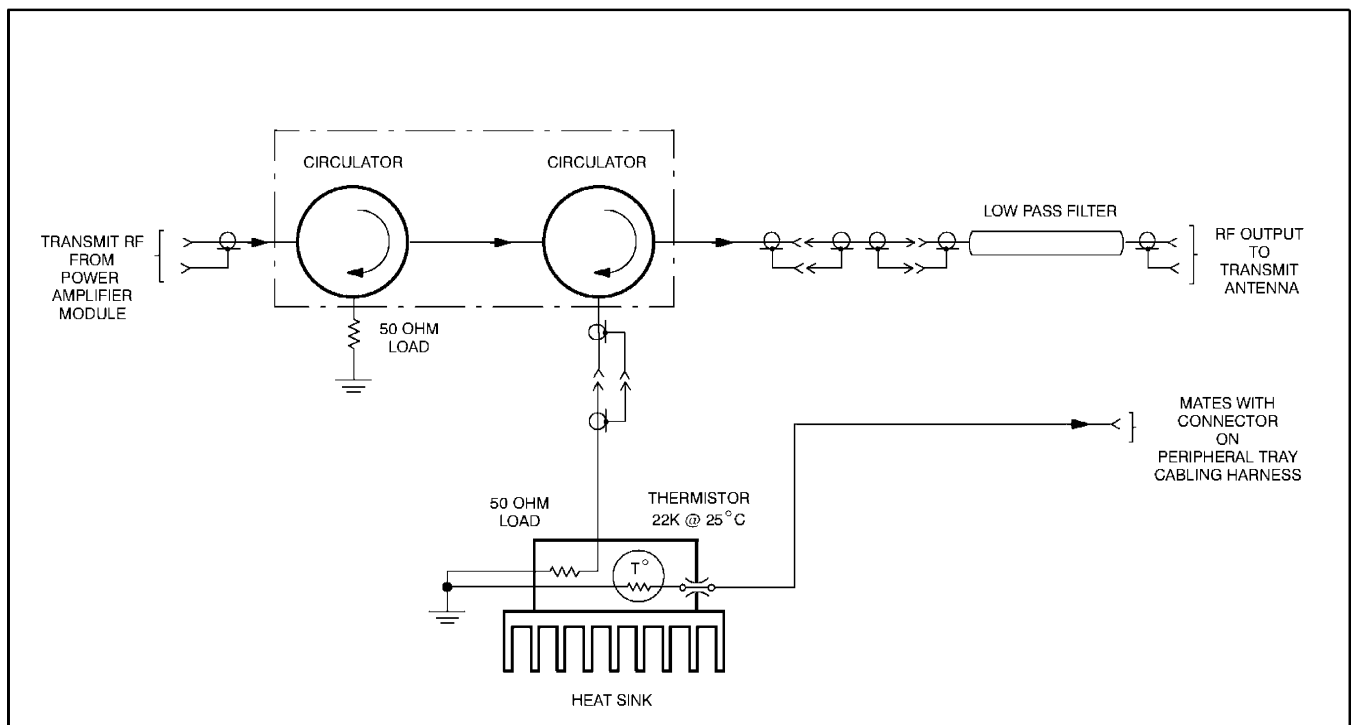 CIRCULATOR
CIRCULATOR
TRANSMIT RF
FROM
POWER
AMPLIFIER
MODULE
LOW PASS FILTER
RF OUTPUT
TO
TRANSMIT
ANTENNA
50 OHM
LOAD
MATES WITH
CONNECTOR
ON
PERIPHERAL TRAY
CABLING HARNESS
50 OHM
LOAD
THERMISTOR
22K @ 25°C
T°
HEAT SINK